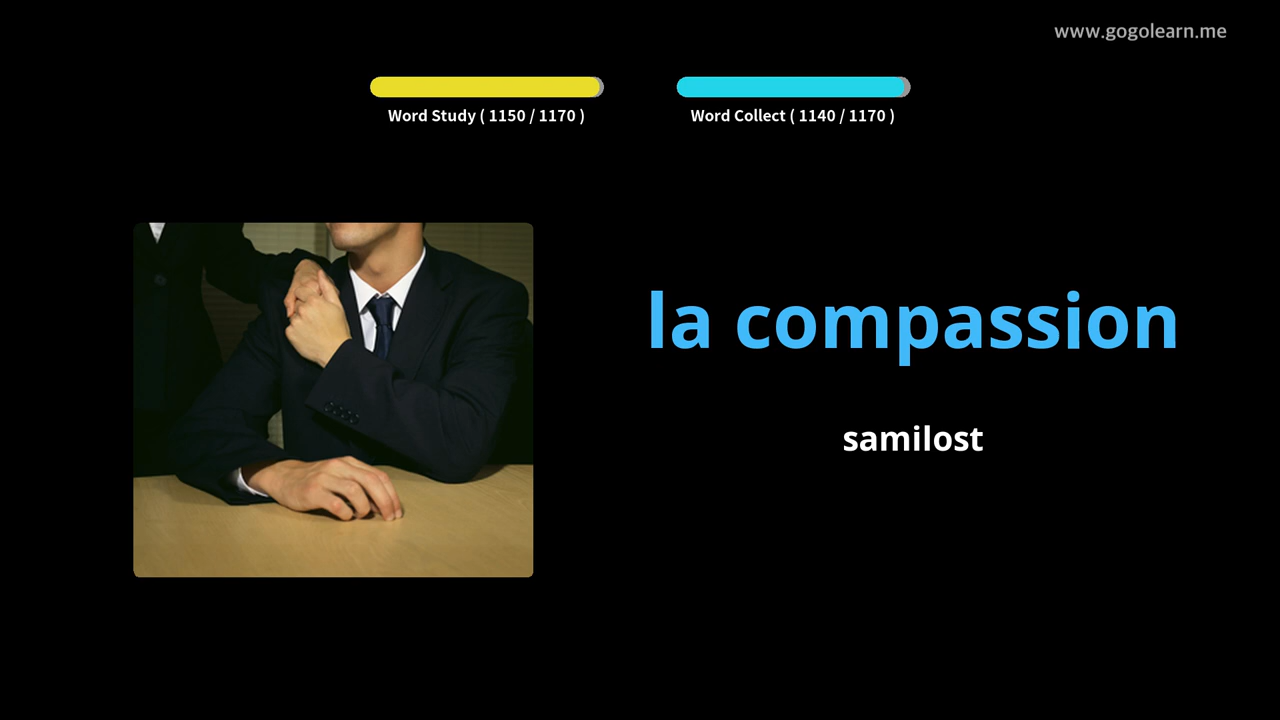 www.gogolearn.me
Word Study ( 1150 / 1170 )
Word Collect ( 1140 / 1170 )
la compassion
samilost